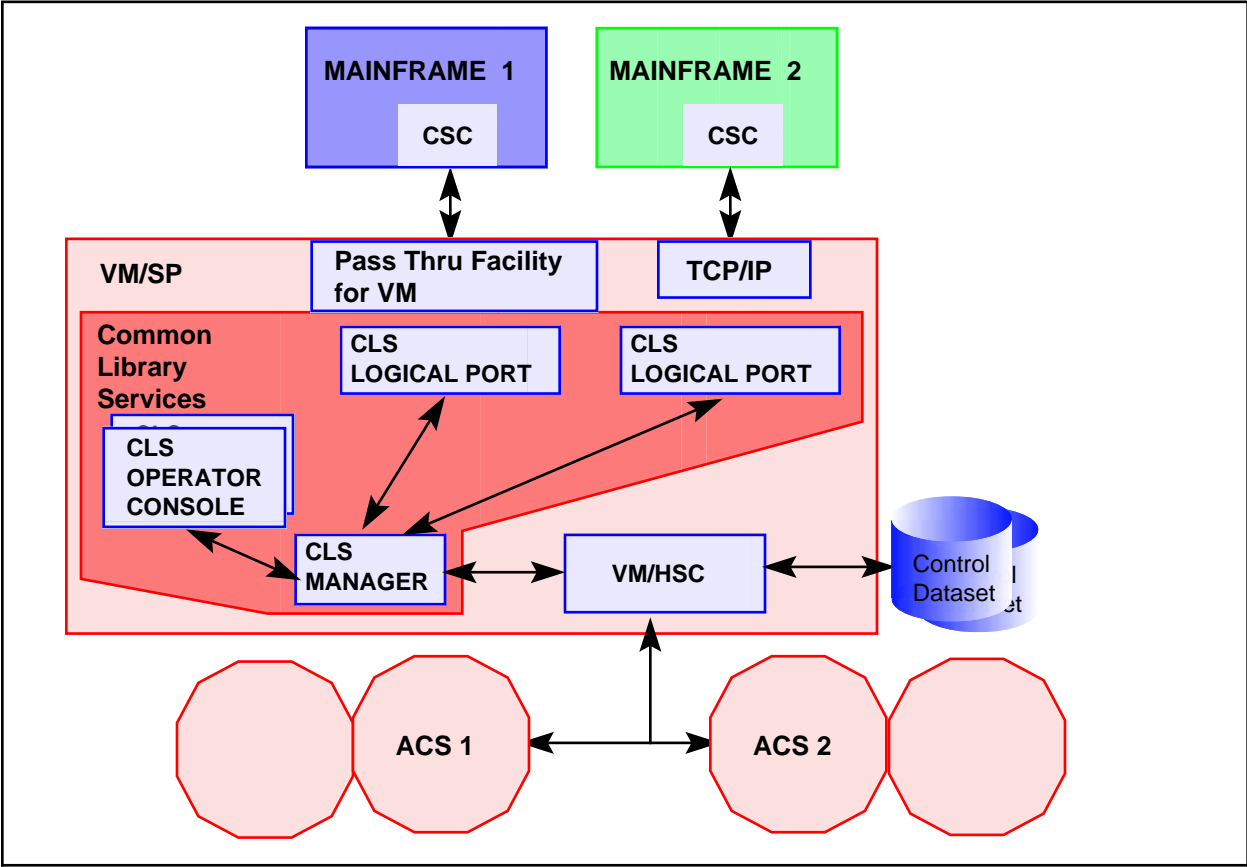 MAINFRAME 1
CSC
MAINFRAME 2
CSC
VM/SP
Pass Thru Facility
for VM
TCP/IP
Common
Library
Services
CLS
LOGICAL PORT
CLS
LOGICAL PORT
CLS
OPERATOR
CONSOLE
CLS
MANAGER
VM/HSC
Control
Dataset
ACS 1
ACS 2